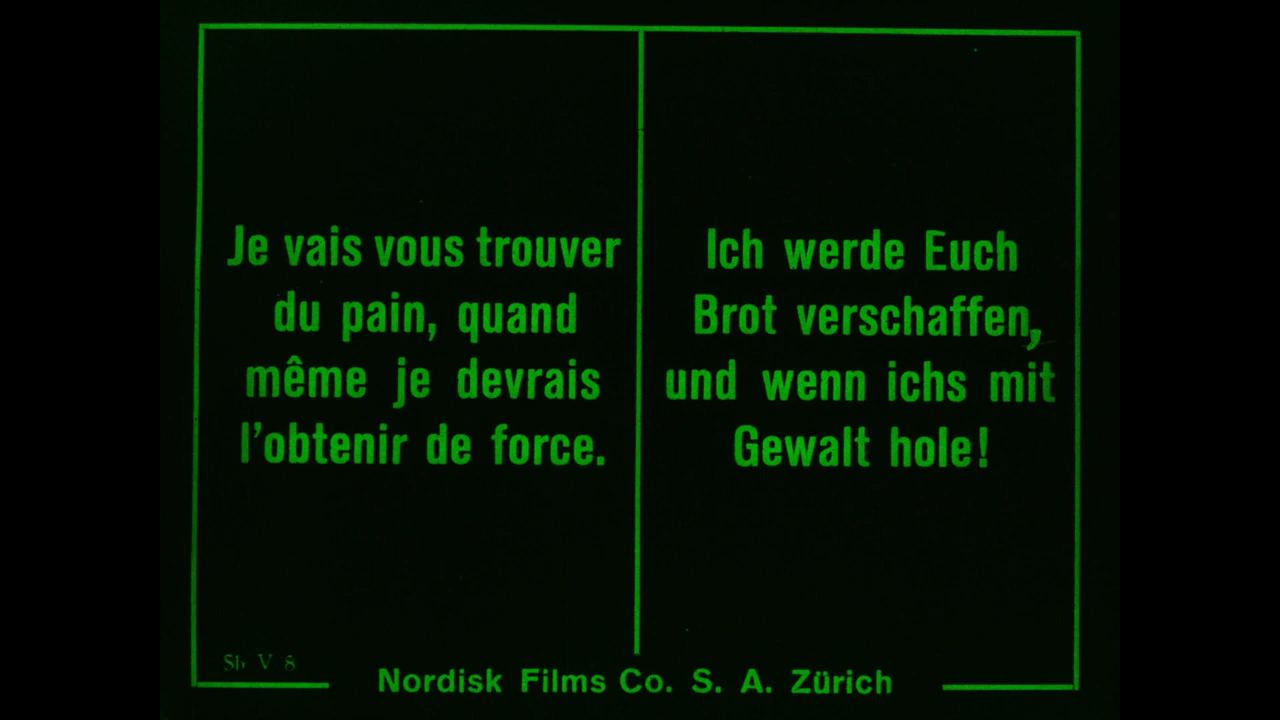 Je vais vous trouver
du pain, quand
même je devrais
l'obtenir de force.
Ich werde Euch
Brot verschaffen,
und wenn ichs mit
Gewalt hole!
V 8
Nordisk Films Co. S. A. Zürich